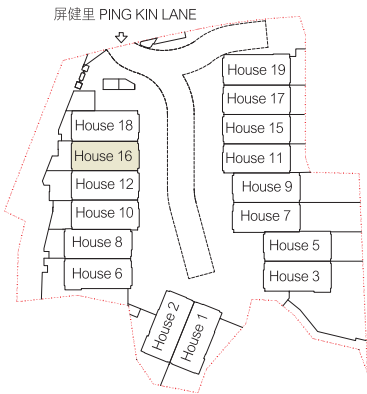 屏健里 PING KIN LANE
House 19
House 17
House 15
House 11
House 9
House 7
House 5
House 3
House 18
House 16
House 12
House 10
House 8
House 6
House 2
House 1